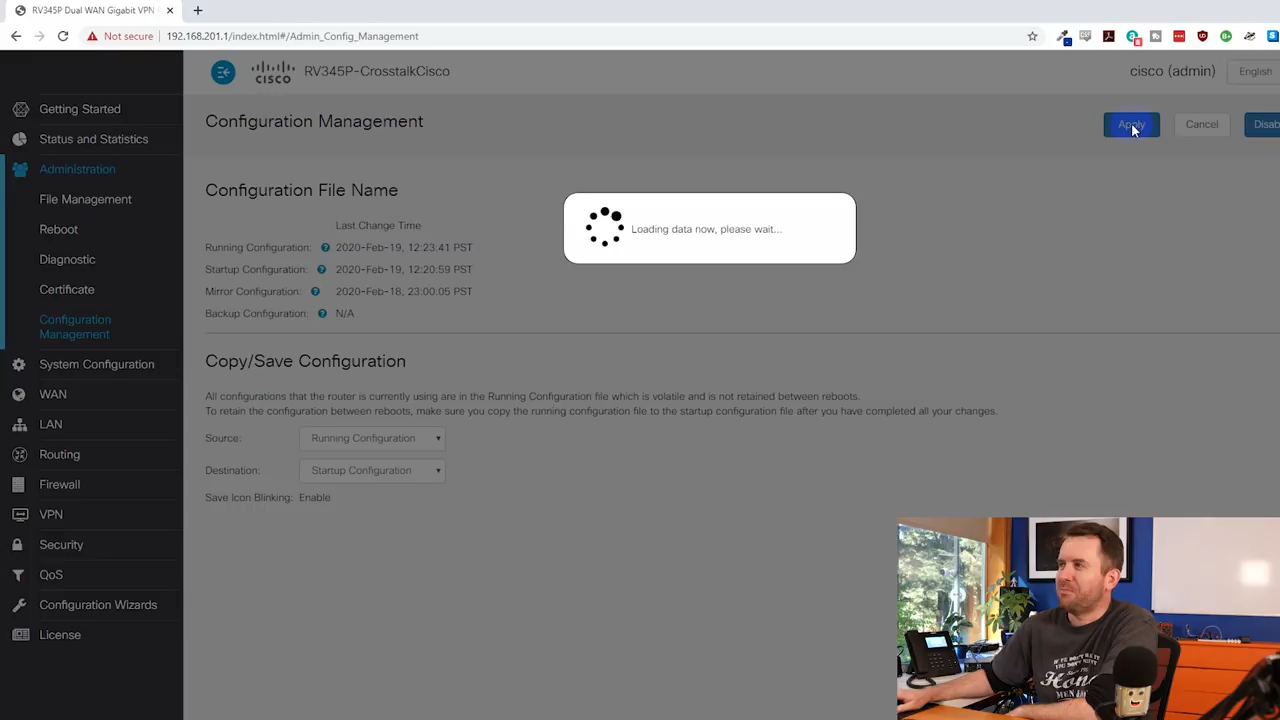 RV345P Dual WAN Gigabit VPN
Not secure
192.168.201.1/index.html#/Admin_Config_Management
cisco
RV345P-CrosstalkCisco
cisco (admin)
English
Getting Started
Status and Statistics
Administration
File Management
Reboot
Diagnostic
Certificate
Configuration
Management
System Configuration
WAN
LAN
Routing
Firewall
VPN
Security
QoS
Configuration Wizards
License
Configuration Management
Apply
Cancel
Disab
Configuration File Name
Last Change Time
Running Configuration: 2020-Feb-19, 12:23:41 PST
Startup Configuration: 2020-Feb-19, 12:20:59 PST
Mirror Configuration: 2020-Feb-18, 23:00:05 PST
Backup Configuration: N/A
Loading data now, please wait...
Copy/Save Configuration
All configurations that the router is currently using are in the Running Configuration file which is volatile and is not retained between reboots.
To retain the configuration between reboots, make sure you copy the running configuration file to the startup configuration file after you have completed all your changes.
Source: Running Configuration
Destination: Startup Configuration
Save Icon Blinking: Enable